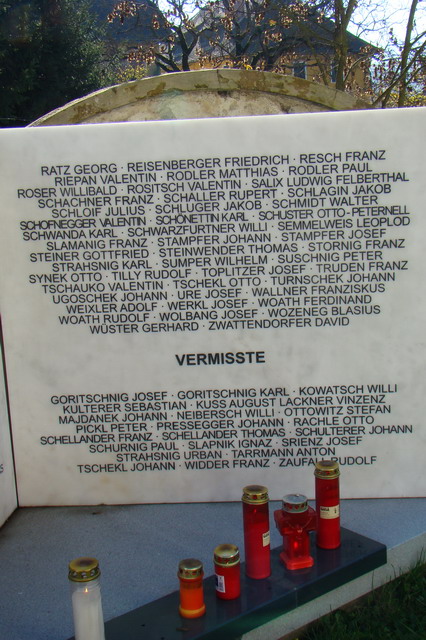 RATZ GEORG · REISENBERGER FRIEDRICH · RESCH FRANZ
RIEPAN VALENTIN · RODLER MATTHIAS · RODLER PAUL
ROSER WILLIBALD · ROSITSCH VALENTIN · SALIX LUDWIG FELBERTHAL
SCHACHNER FRANZ · SCHALLER RUPERT · SCHLAGIN JAKOB
SCHLOIF JULIUS · SCHLUGER JAKOB · SCHMIDT WALTER
SCHOFNEGGER VALENTIN · SCHÖNETTIN KARL · SCHUSTER OTTO-PETERNELL
SCHWANDA KARL · SCHWARZFURTNER WILLI · SEMMELWEIS LEOPLOD
SLAMANIG FRANZ · STAMPFER JOHANN · STAMPFER JOSEF
STEINER GOTTFRIED · STEINWENDER THOMAS · STORNIG FRANZ
STRAHSNIG KARL · SUMPER WILHELM · SUSCHNIG PETER
SYNEK OTTO · TILLY RUDOLF · TOPLITZER JOSEF · TRUDEN FRANZ
TSCHAUKO VALENTIN · TSCHEKL OTTO · TURNSCHEK JOHANN
UGOSCHEK JOHANN · URE JOSEF · WALLNER FRANZISKUS
WEIXLER ADOLF · WERKL JOSEF · WOATH FERDINAND
WOATH RUDOLF · WOLBANG JOSEF · WOZENEG BLASIUS
WÜSTER GERHARD · ZWATTENDORFER DAVID
VERMISSTE
GORITSCHNIG JOSEF · GORITSCHNIG KARL · KOWATSCH WILLI
KULTERER SEBASTIAN · KUSS AUGUST LACKNER VINZENZ
MAJDANEK JOHANN · NEIBERSCH WILLI · OTTOWITZ STEFAN
PICKL PETER · PRESSEGGER JOHANN · RACHLE OTTO
SCHELLANDER FRANZ · SCHELLANDER THOMAS · SCHULTERER JOHANN
SCHURNIG PAUL · SLAPNIK IGNAZ · SRIENZ JOSEF
STRAHSNIG URBAN · TARRMANN ANTON
TSCHEKL JOHANN · WIDDER FRANZ · ZAUFALL RUDOLF